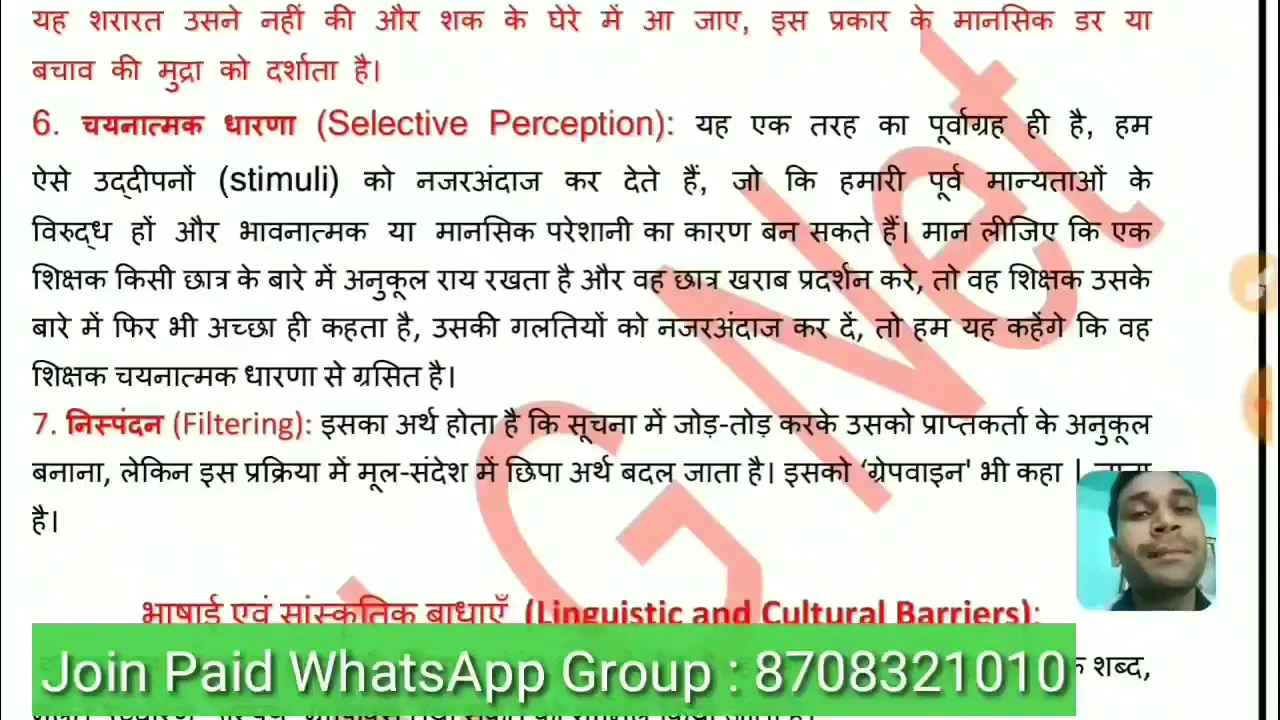 यह शरारत उसने नहीं की और शक के घेरे में आ जाए, इस प्रकार के मानसिक डर या
बचाव की मुद्रा को दर्शाता है।
6. चयनात्मक धारणा (Selective Perception): यह एक तरह का पूर्वाग्रह ही है, हम
ऐसे उद्दीपनों (stimuli) को नजरअंदाज कर देते हैं, जो कि हमारी पूर्व मान्यताओं के
विरुद्ध हों और भावनात्मक या मानसिक परेशानी का कारण बन सकते हैं। मान लीजिए कि एक
शिक्षक किसी छात्र के बारे में अनुकूल राय रखता है और वह छात्र खराब प्रदर्शन करे, तो वह शिक्षक उसके
बारे में फिर भी अच्छा ही कहता है, उसकी गलतियों को नजरअंदाज कर दें, तो हम यह कहेंगे कि वह
शिक्षक चयनात्मक धारणा से ग्रसित है।
7. निस्पंदन (Filtering): इसका अर्थ होता है कि सूचना में जोड़-तोड़ करके उसको प्राप्तकर्ता के अनुकूल
बनाना, लेकिन इस प्रक्रिया में मूल-संदेश में छिपा अर्थ बदल जाता है। इसको ‘ग्रेपवाइन' भी कहा |
है।
भाषाई एवं सांस्कृतिक बाधाएँ (Linguistic and Cultural Barriers):
शब्द,
Join Paid WhatsApp Group : 8708321010
G Net